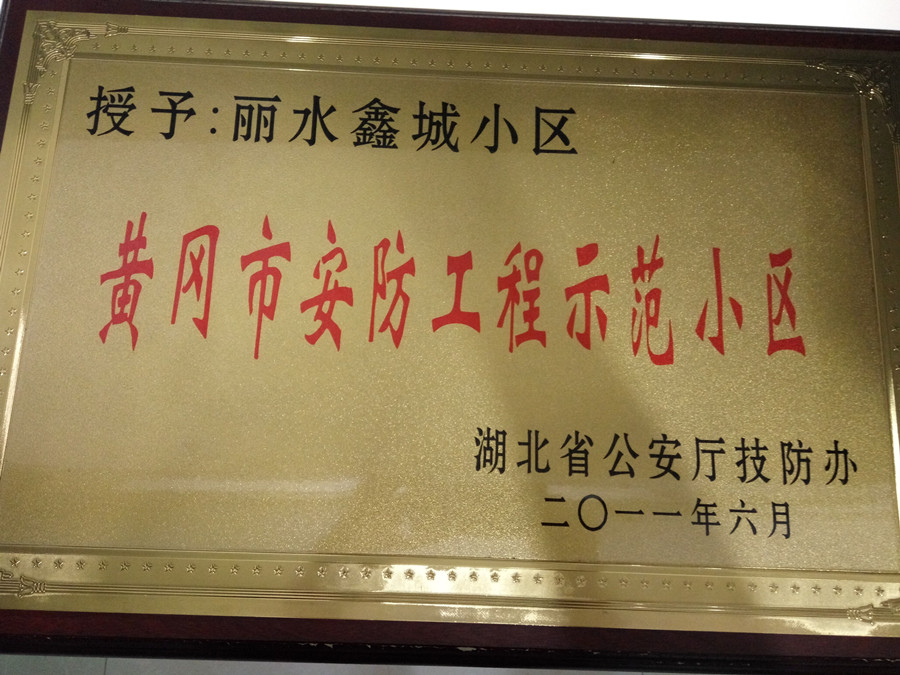 授予:丽水鑫城小区
黄冈市安防工程示范小区
湖北省公安厅技防办
二〇一一年六月